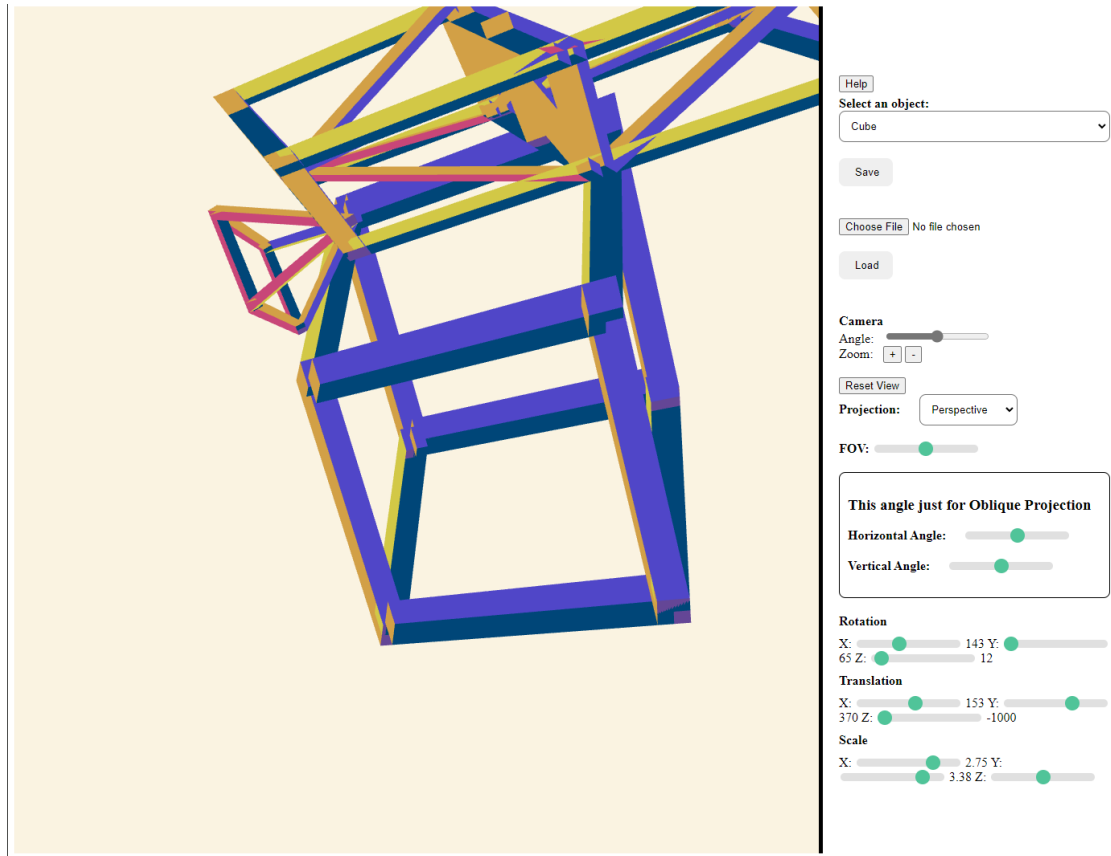 Help
Select an object:
Cube
Save
Choose File No file chosen
Load
Camera
Angle:
Zoom: + -
Reset View
Projection: Perspective
FOV:
This angle just for Oblique Projection
Horizontal Angle:
Vertical Angle:
Rotation
X: 143 Y:
65 Z: 12
Translation
X: 153 Y:
370 Z: -1000
Scale
X: 2.75 Y:
3.38 Z: